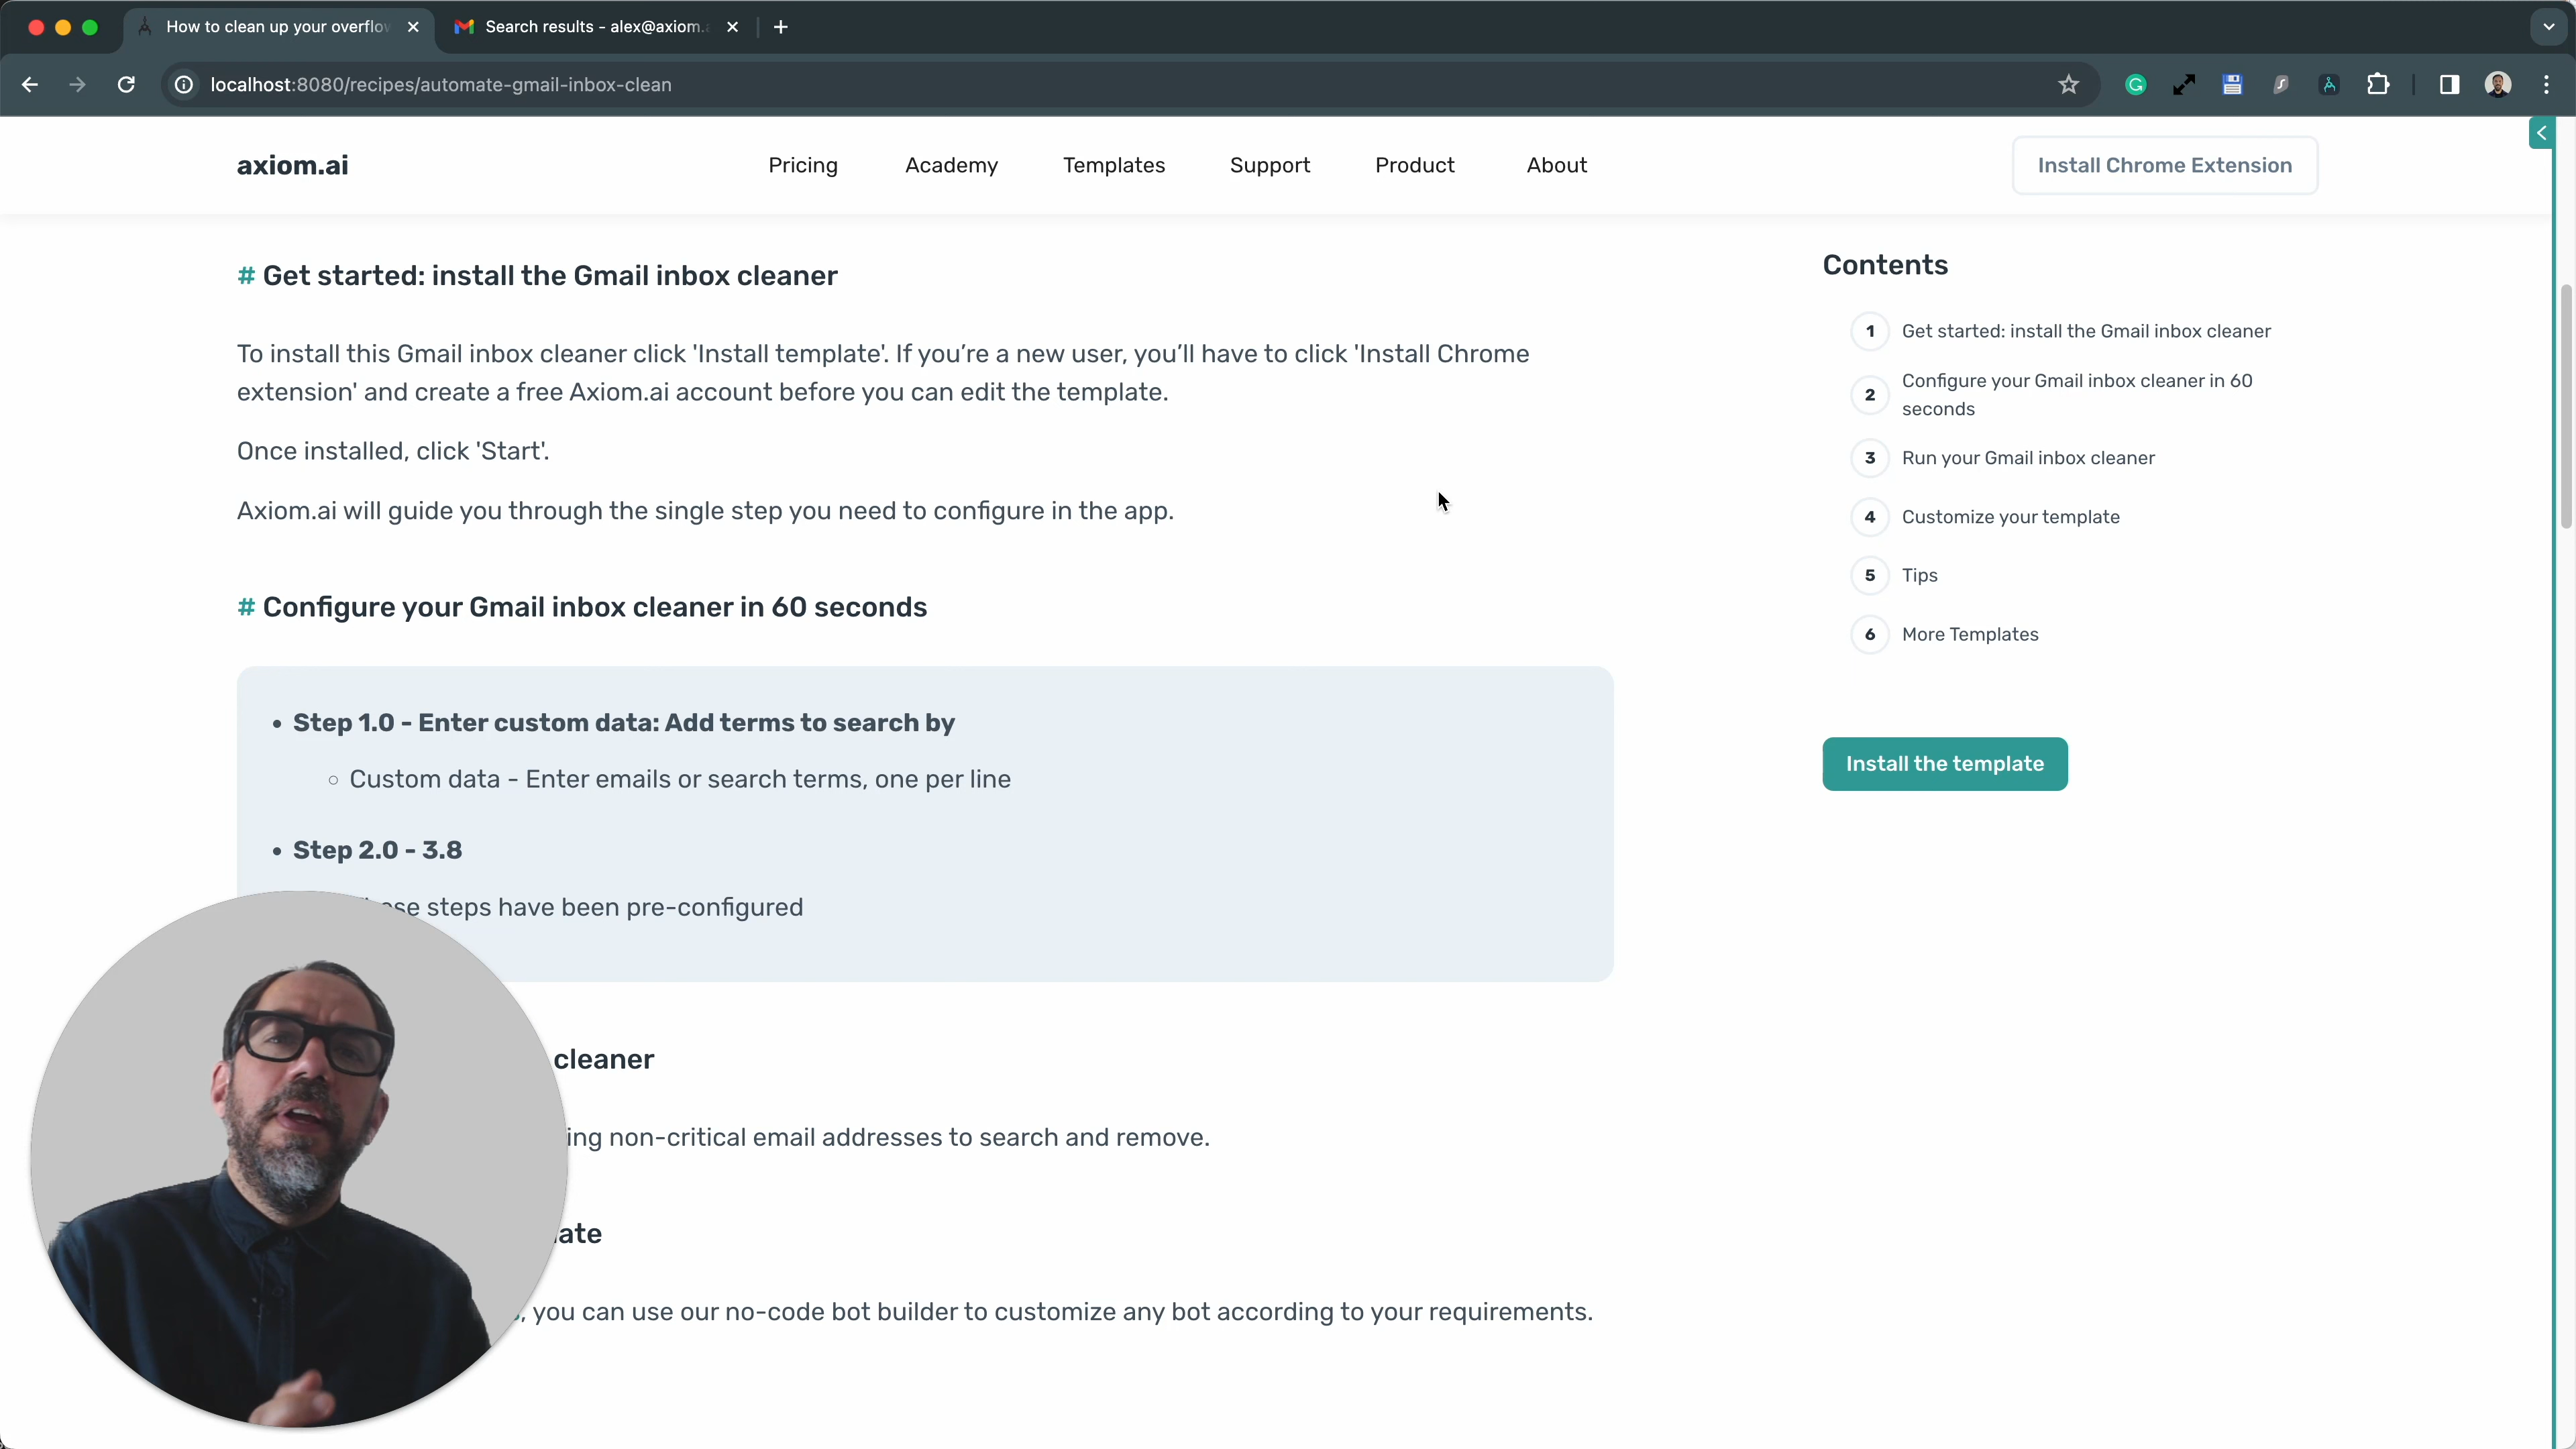 How to clean up your overflow
Search results - alex@axiom.a
localhost:8080/recipes/automate-gmail-inbox-clean
axiom.ai
Pricing
Academy
Templates
Support
Product
About
Install Chrome Extension
# Get started: install the Gmail inbox cleaner
To install this Gmail inbox cleaner click 'Install template'. If you're a new user, you'll have to click 'Install Chrome
extension' and create a free Axiom.ai account before you can edit the template.
Once installed, click 'Start'.
Axiom.ai will guide you through the single step you need to configure in the app.
# Configure your Gmail inbox cleaner in 60 seconds
• Step 1.0 - Enter custom data: Add terms to search by
◦ Custom data - Enter emails or search terms, one per line
• Step 2.0 - 3.8
steps have been pre-configured
cleaner
non-critical email addresses to search and remove.
you can use our no-code bot builder to customize any bot according to your requirements.
Contents
1 Get started: install the Gmail inbox cleaner
2 Configure your Gmail inbox cleaner in 60
seconds
3 Run your Gmail inbox cleaner
4 Customize your template
5 Tips
6 More Templates
Install the template